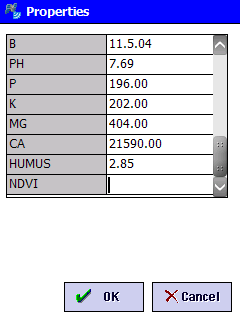 Properties
B 11.5.04
PH 7.69
P 196.00
K 202.00
MG 404.00
CA 21590.00
HUMUS 2.85
NDVI
OK Cancel